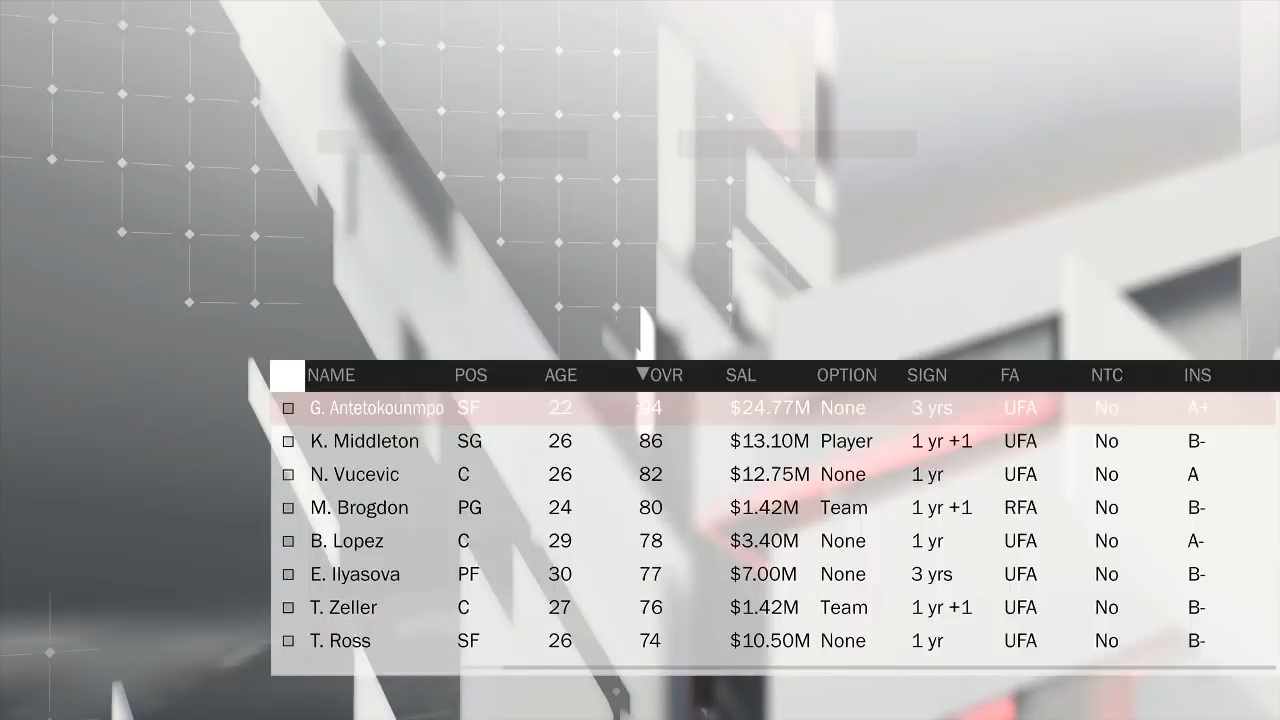 NAME POS AGE ▼OVR SAL OPTION SIGN FA NTC INS
G. Antetokounmpo SF 22 94 $24.77M None 3 yrs UFA No A+
K. Middleton SG 26 86 $13.10M Player 1 yr +1 UFA No B-
N. Vucevic C 26 82 $12.75M None 1 yr UFA No A
M. Brogdon PG 24 80 $1.42M Team 1 yr +1 RFA No B-
B. Lopez C 29 78 $3.40M None 1 yr UFA No A-
E. Ilyasova PF 30 77 $7.00M None 3 yrs UFA No B-
T. Zeller C 27 76 $1.42M Team 1 yr +1 UFA No B-
T. Ross SF 26 74 $10.50M None 1 yr UFA No B-